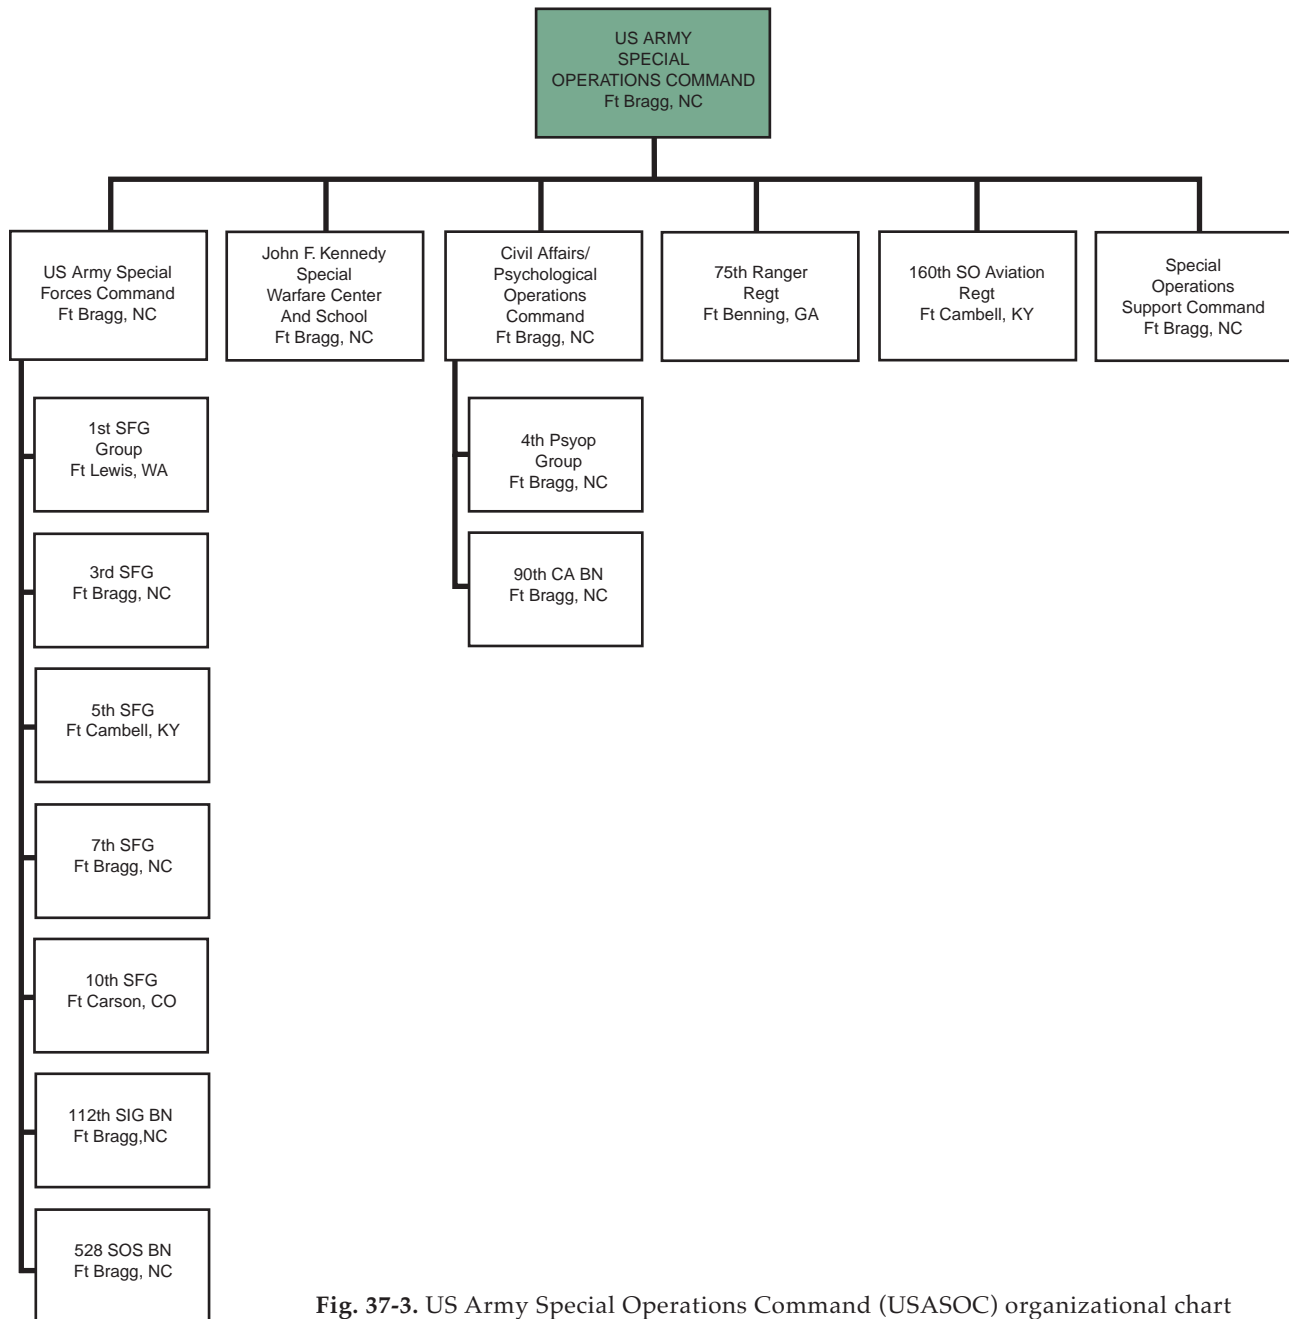 US ARMY
SPECIAL
OPERATIONS COMMAND
Ft Bragg, NC
US Army Special
Forces Command
Ft Bragg, NC
John F. Kennedy
Special
Warfare Center
And School
Ft Bragg, NC
Civil Affairs/
Psychological
Operations
Command
Ft Bragg, NC
75th Ranger
Regt
Ft Benning, GA
160th SO Aviation
Regt
Ft Cambell, KY
Special
Operations
Support Command
Ft Bragg, NC
1st SFG
Group
Ft Lewis, WA
3rd SFG
Ft Bragg, NC
5th SFG
Ft Cambell, KY
7th SFG
Ft Bragg, NC
10th SFG
Ft Carson, CO
112th SIG BN
Ft Bragg,NC
528 SOS BN
Ft Bragg, NC
4th Psyop
Group
Ft Bragg, NC
90th CA BN
Ft Bragg, NC
Fig. 37-3. US Army Special Operations Command (USASOC) organizational chart